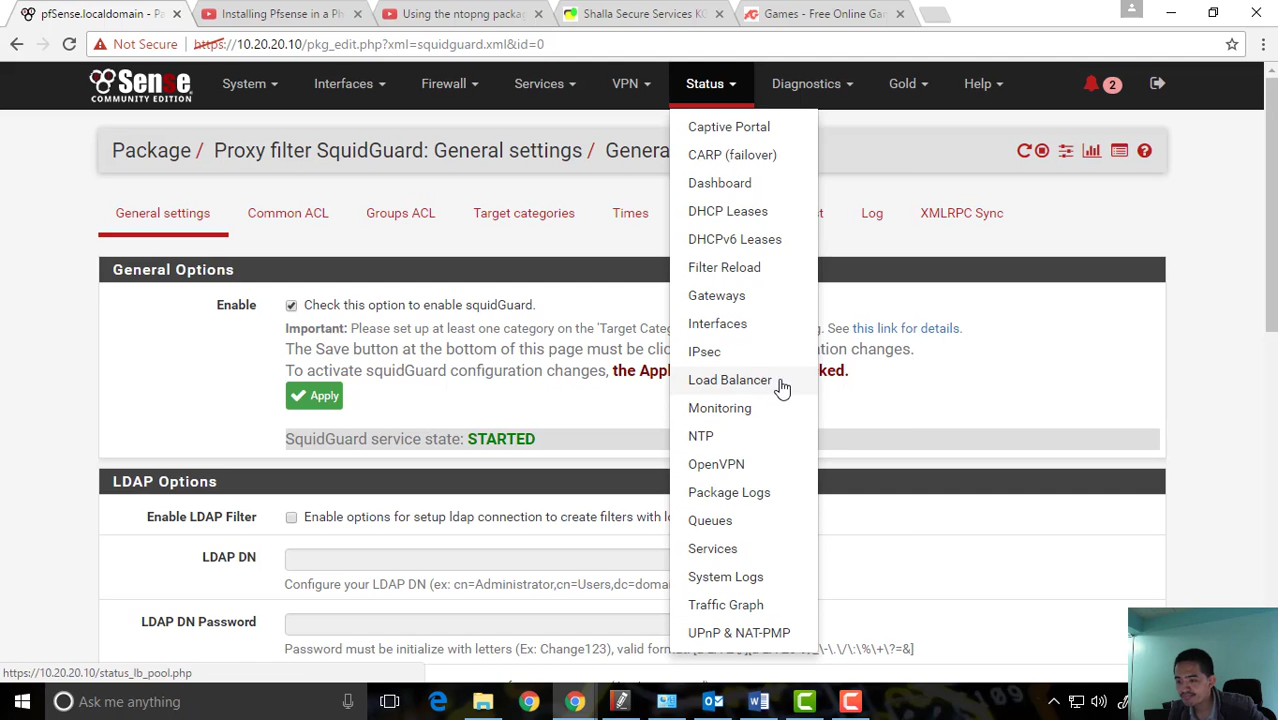 pfSense.localdomain - Pa
Installing Pfsense in a Ph
Using the ntopng packag
Shalla Secure Services KG
Games - Free Online Gam
Not Secure
https://10.20.20.10/pkg_edit.php?xml=squidguard.xml&id=0
Sense
COMMUNITY EDITION
System
Interfaces
Firewall
Services
VPN
Status
Diagnostics
Gold
Help
2
Captive Portal
CARP (failover)
Dashboard
DHCP Leases
DHCPv6 Leases
Filter Reload
Gateways
Interfaces
IPsec
Load Balancer
Monitoring
NTP
OpenVPN
Package Logs
Queues
Services
System Logs
Traffic Graph
UPnP & NAT-PMP
Package / Proxy filter SquidGuard: General settings / Genera
General settings
Common ACL
Groups ACL
Target categories
Times
t
Log
XMLRPC Sync
General Options
Enable
Check this option to enable squidGuard.
Important: Please set up at least one category on the 'Target Cate g. See this link for details.
The Save button at the bottom of this page must be clic ation changes.
To activate squidGuard configuration changes, the App ked.
Apply
SquidGuard service state: STARTED
LDAP Options
Enable LDAP Filter
Enable options for setup ldap connection to create filters with l
LDAP DN
Configure your LDAP DN (ex: cn=Administrator,cn=Users,dc=doma
LDAP DN Password
Password must be initialize with letters (Ex: Change123), valid format
https://10.20.20.10/status_lb_pool.php
Ask me anything